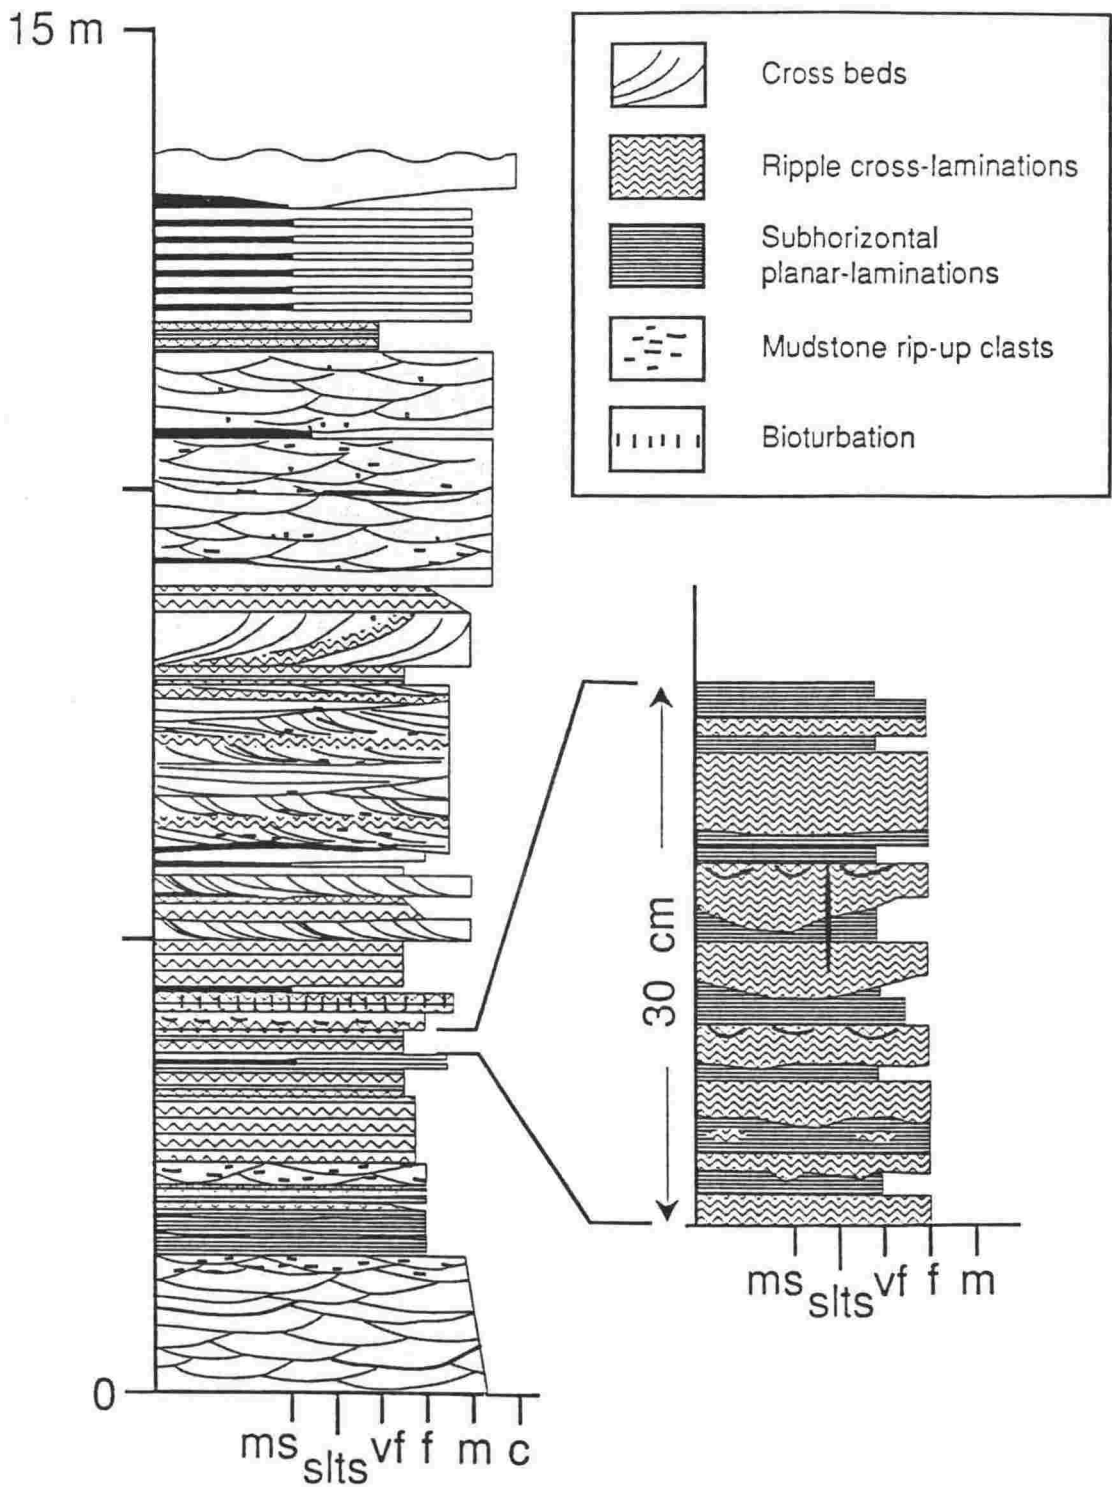 15 m
Cross beds
Ripple cross-laminations
Subhorizontal
planar-laminations
Mudstone rip-up clasts
Bioturbation
30 cm
ms slts vf f m
0
ms slts vf f m c